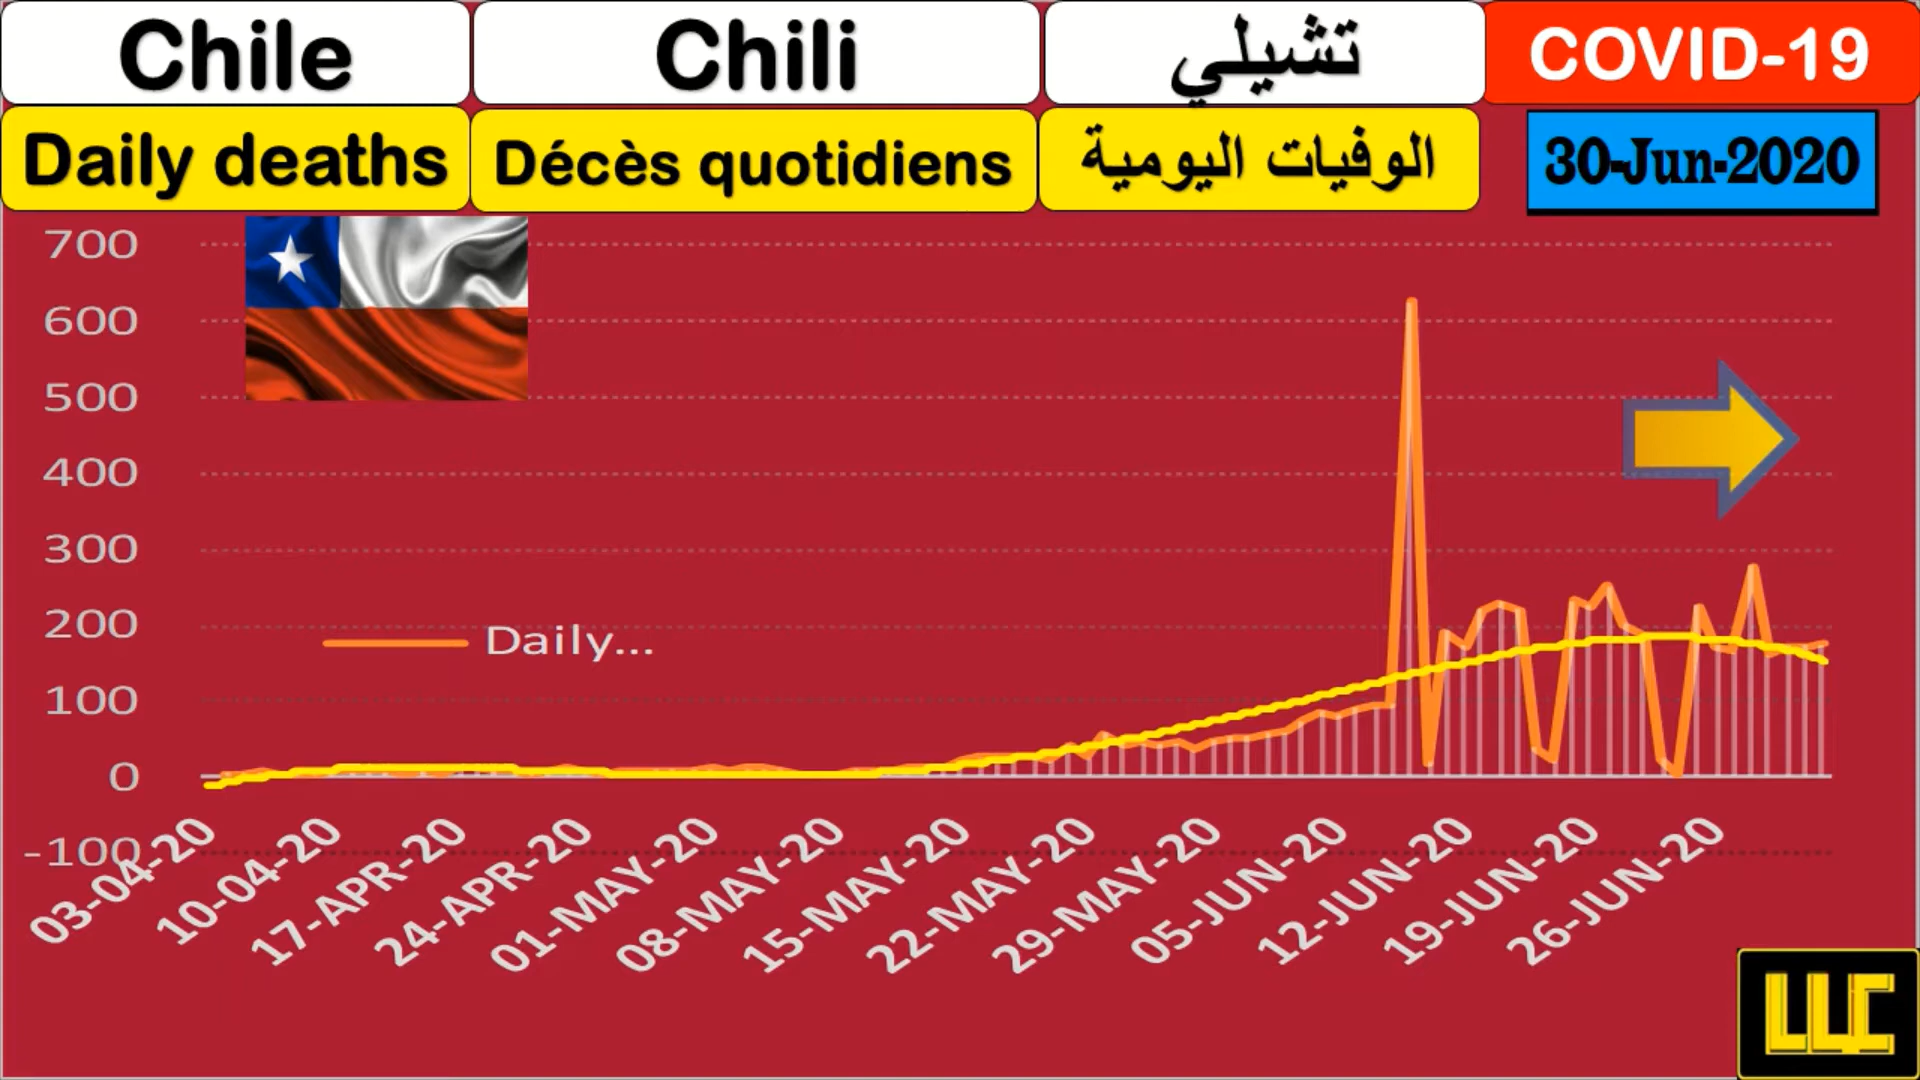 Chile
Chili
تشيلي
COVID-19
Daily deaths
Décès quotidiens
الوفيات اليومية
30-Jun-2020
700
600
500
400
300
200
100
0
-100
Daily...
03-04-20
10-04-20
17-APR-20
24-APR-20
01-MAY-20
08-MAY-20
15-MAY-20
22-MAY-20
29-MAY-20
05-JUN-20
12-JUN-20
19-JUN-20
26-JUN-20
LLC